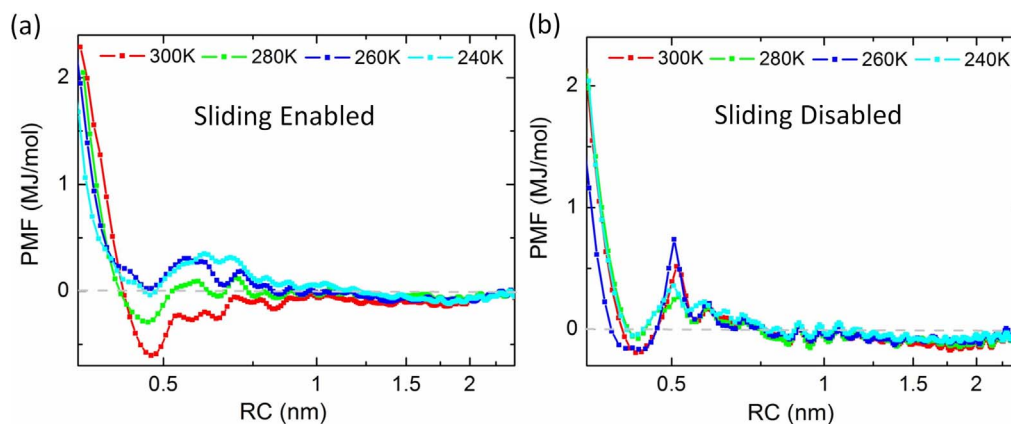 (a)
300K 280K 260K 240K
Sliding Enabled
PMF (MJ/mol)
2
1
0
0.5 1 1.5 2
RC (nm)
(b)
300K 280K 260K 240K
Sliding Disabled
PMF (MJ/mol)
2
1
0
0.5 1 1.5 2
RC (nm)